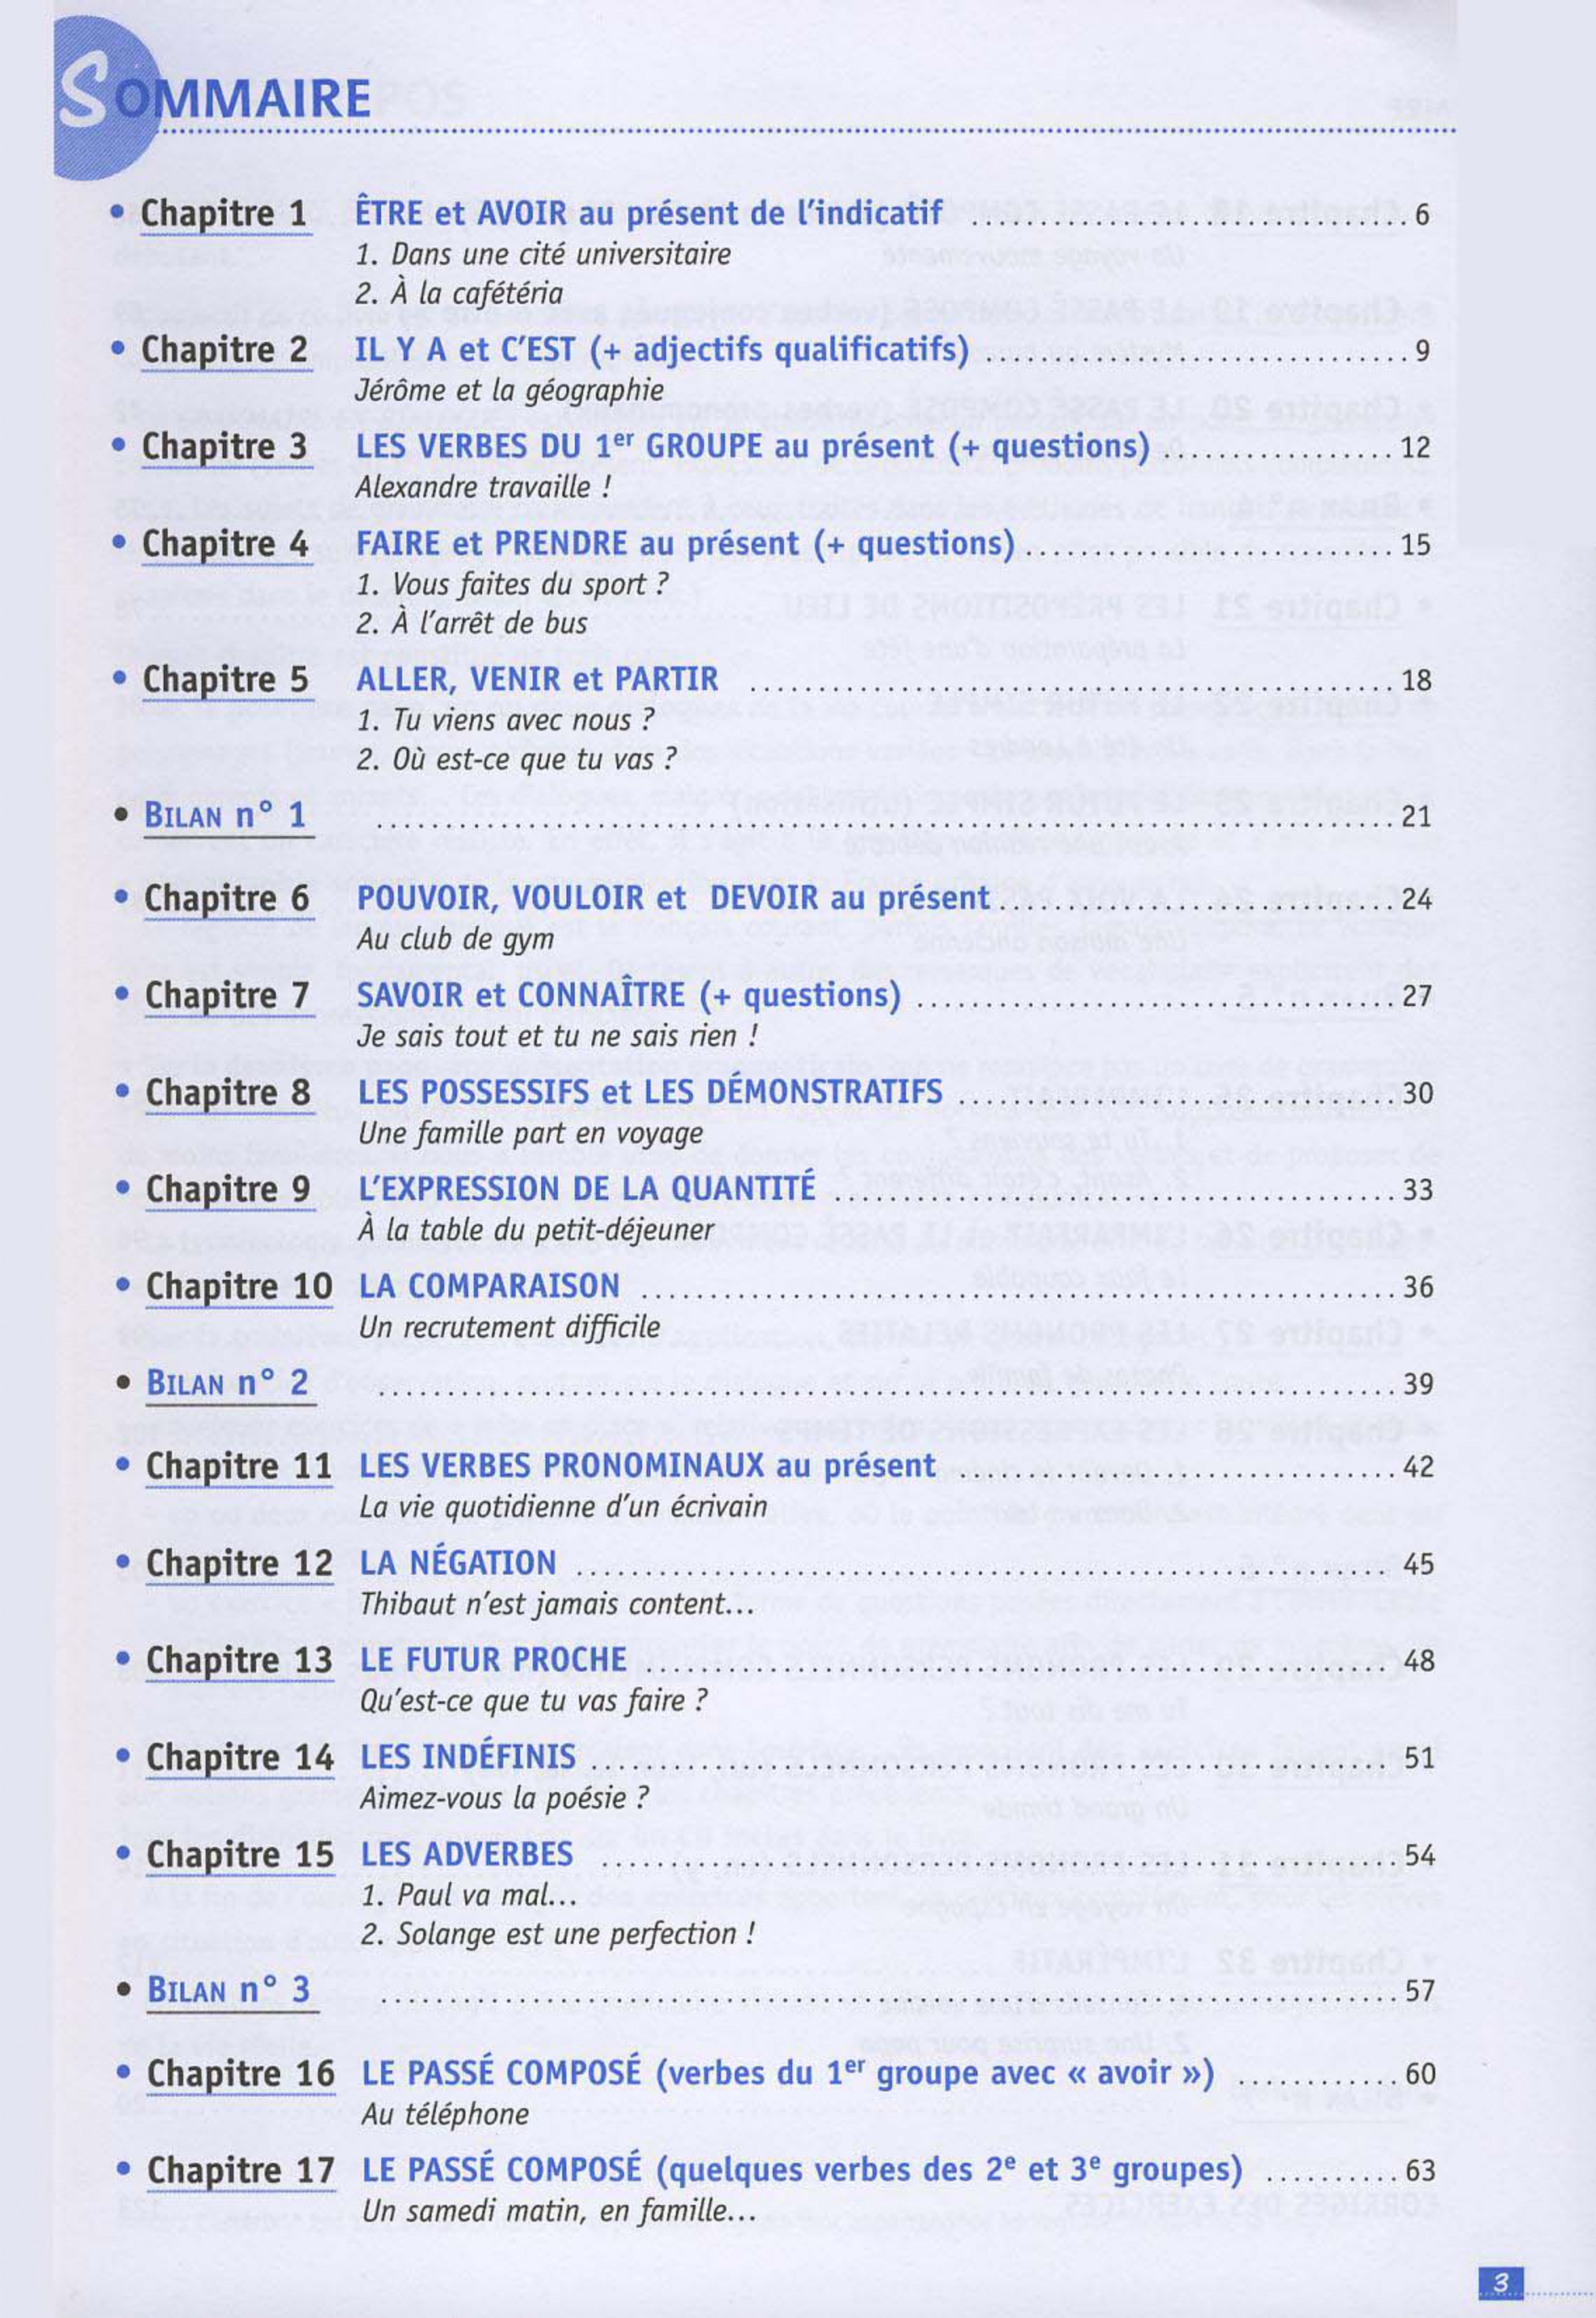 SOMMAIRE
• Chapitre 1 ÊTRE et AVOIR au présent de l'indicatif ................................ 6
1. Dans une cité universitaire
2. À la cafétéria
• Chapitre 2 IL Y A et C'EST (+ adjectifs qualificatifs) ................................ 9
Jérôme et la géographie
• Chapitre 3 LES VERBES DU 1er GROUPE au présent (+ questions) ................. 12
Alexandre travaille !
• Chapitre 4 FAIRE et PRENDRE au présent (+ questions) ........................... 15
1. Vous faites du sport ?
2. À l'arrêt de bus
• Chapitre 5 ALLER, VENIR et PARTIR ................................................ 18
1. Tu viens avec nous ?
2. Où est-ce que tu vas ?
• BILAN n° 1 ........................................................................... 21
• Chapitre 6 POUVOIR, VOULOIR et DEVOIR au présent ............................. 24
Au club de gym
• Chapitre 7 SAVOIR et CONNAÎTRE (+ questions) ................................... 27
Je sais tout et tu ne sais rien !
• Chapitre 8 LES POSSESSIFS et LES DÉMONSTRATIFS ................................ 30
Une famille part en voyage
• Chapitre 9 L'EXPRESSION DE LA QUANTITÉ ......................................... 33
À la table du petit-déjeuner
• Chapitre 10 LA COMPARAISON ........................................................ 36
Un recrutement difficile
• BILAN n° 2 ........................................................................... 39
• Chapitre 11 LES VERBES PRONOMINAUX au présent ................................. 42
La vie quotidienne d'un écrivain
• Chapitre 12 LA NÉGATION ............................................................ 45
Thibaut n'est jamais content...
• Chapitre 13 LE FUTUR PROCHE ....................................................... 48
Qu'est-ce que tu vas faire ?
• Chapitre 14 LES INDÉFINIS ........................................................... 51
Aimez-vous la poésie ?
• Chapitre 15 LES ADVERBES ........................................................... 54
1. Paul va mal...
2. Solange est une perfection !
• BILAN n° 3 ........................................................................... 57
• Chapitre 16 LE PASSÉ COMPOSÉ (verbes du 1er groupe avec « avoir ») ............ 60
Au téléphone
• Chapitre 17 LE PASSÉ COMPOSÉ (quelques verbes des 2e et 3e groupes) .......... 63
Un samedi matin, en famille...
3